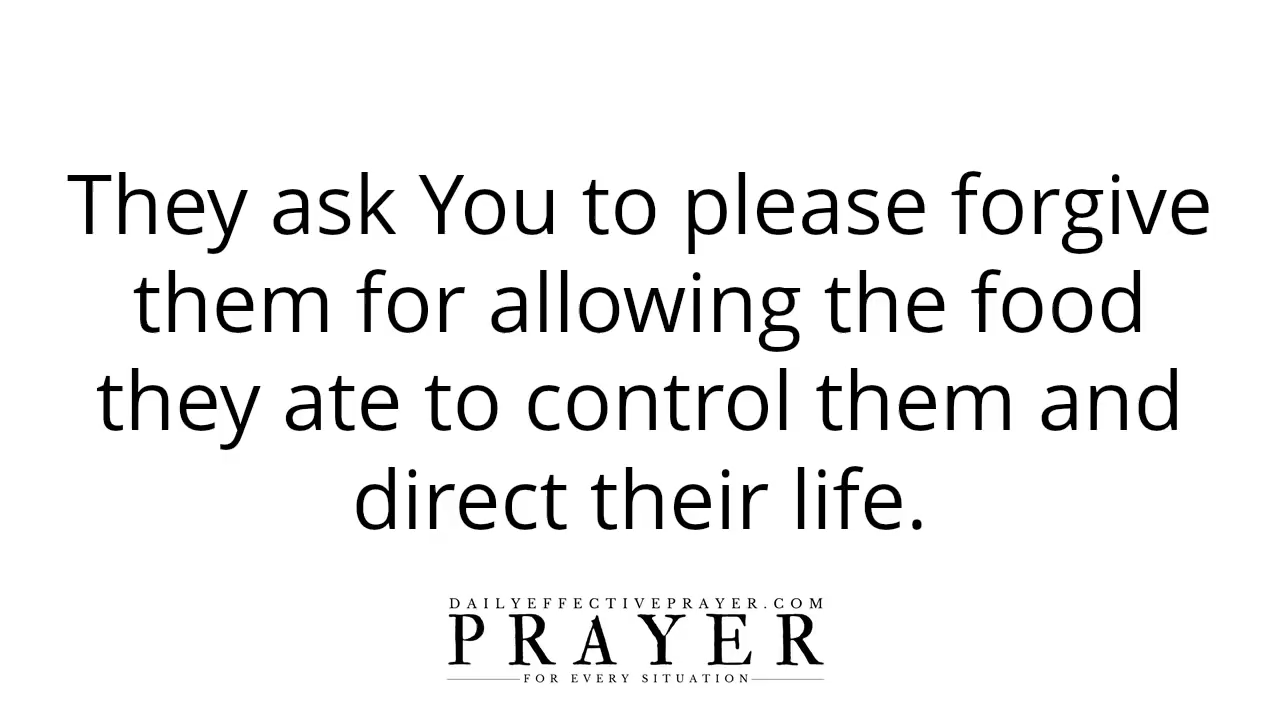 They ask You to please forgive
them for allowing the food
they ate to control them and
direct their life.
DAILYEFFECTIVEPRAYER.COM
PRAYER
FOR EVERY SITUATION